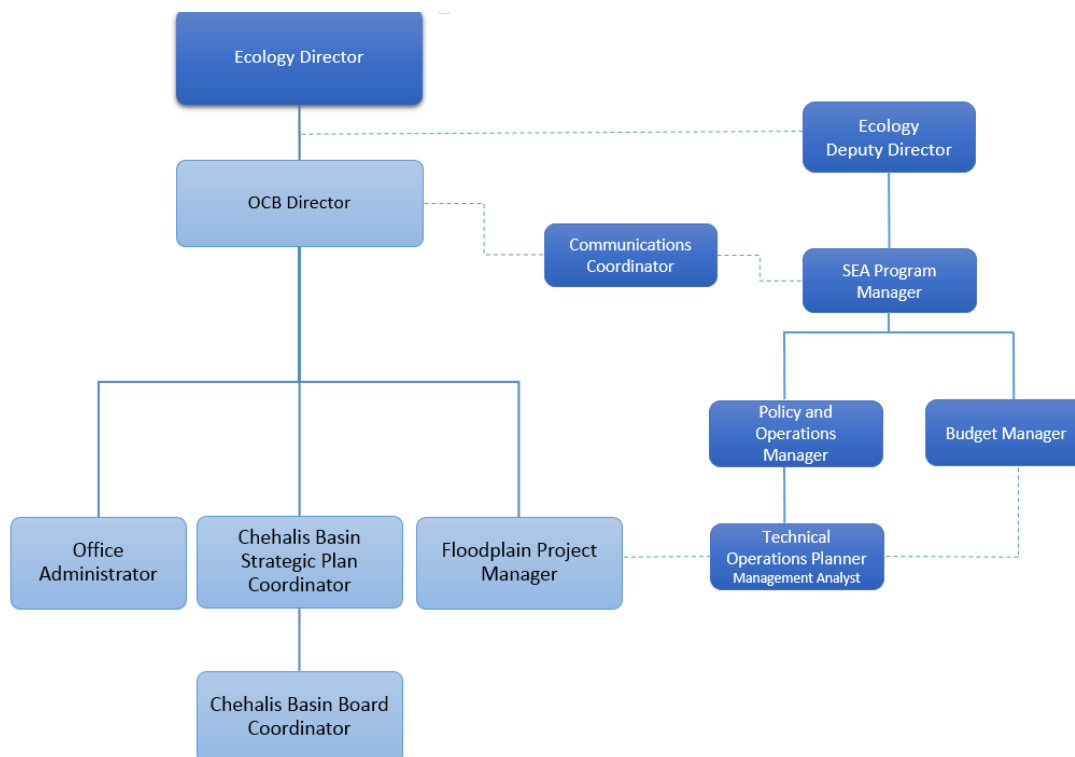 Ecology Director
Ecology
Deputy Director
OCB Director
Communications
Coordinator
SEA Program
Manager
Policy and
Operations
Manager
Budget Manager
Office
Administrator
Chehalis Basin
Strategic Plan
Coordinator
Floodplain Project
Manager
Technical
Operations Planner
Management Analyst
Chehalis Basin Board
Coordinator